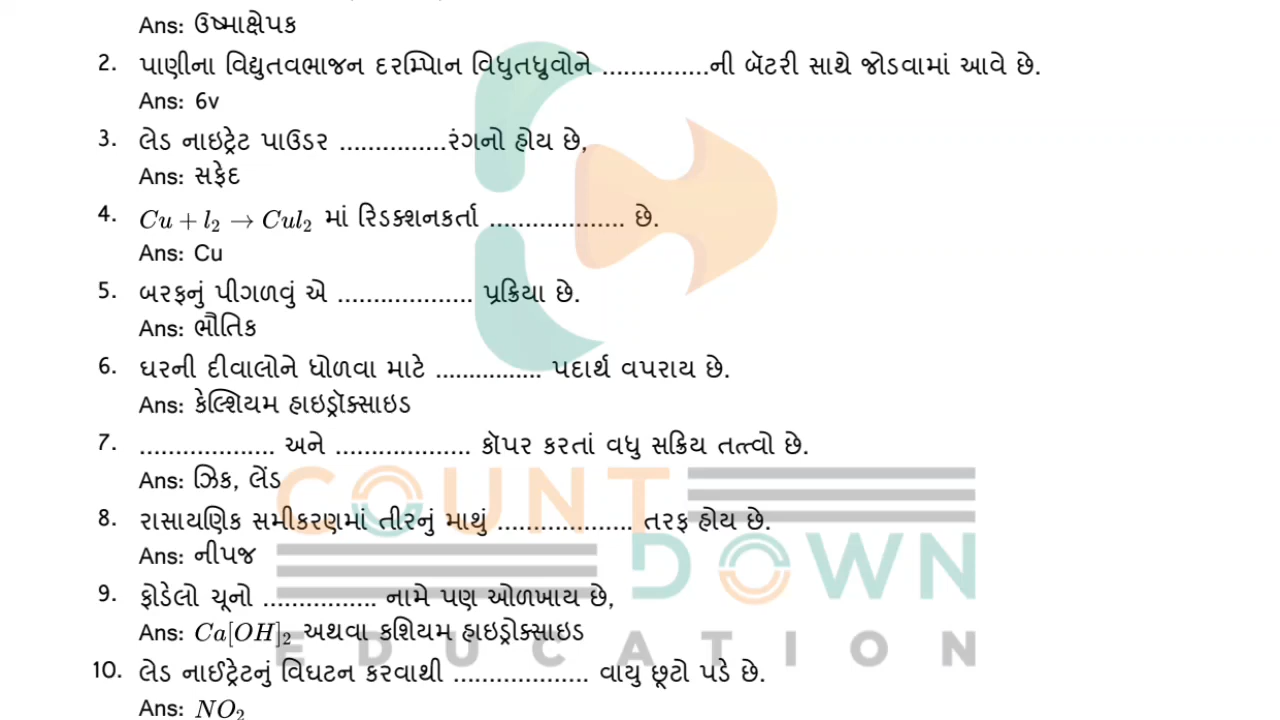 Ans: ઉષ્માક્ષેપક
2. પાણીના વિદ્યુતવભાજન દરમ્પિાન વિધુતધ્રુવોને ...............ની બૅટરી સાથે જોડવામાં આવે છે.
Ans: 6v
3. લેડ નાઇટ્રેટ પાઉડર ...............રંગનો હોય છે,
Ans: સફેદ
4. Cu + l₂ → Cul₂ માં રિડક્શનકર્તા ................... છે.
Ans: Cu
5. બરફનું પીગળવું એ ................... પ્રક્રિયા છે.
Ans: ભૌતિક
6. ઘરની દીવાલોને ધોળવા માટે ............... પદાર્થ વપરાય છે.
Ans: કેલ્શિયમ હાઇડ્રૉક્સાઇડ
7. ................... અને ................... કૉપર કરતાં વધુ સક્રિય તત્ત્વો છે.
Ans: ઝિક, લેંડ
8. રાસાયણિક સમીકરણમાં તીરનું માથું ................... તરફ હોય છે.
Ans: નીપજ
9. ફોડેલો ચૂનો ................ નામે પણ ઓળખાય છે,
Ans: Ca[OH]₂ અથવા કશિયમ હાઇડ્રોક્સાઇડ
10. લેડ નાઈટ્રેટનું વિઘટન કરવાથી ................... વાયુ છૂટો પડે છે.
Ans: NO₂
COUNT
DOWN
EDUCATION